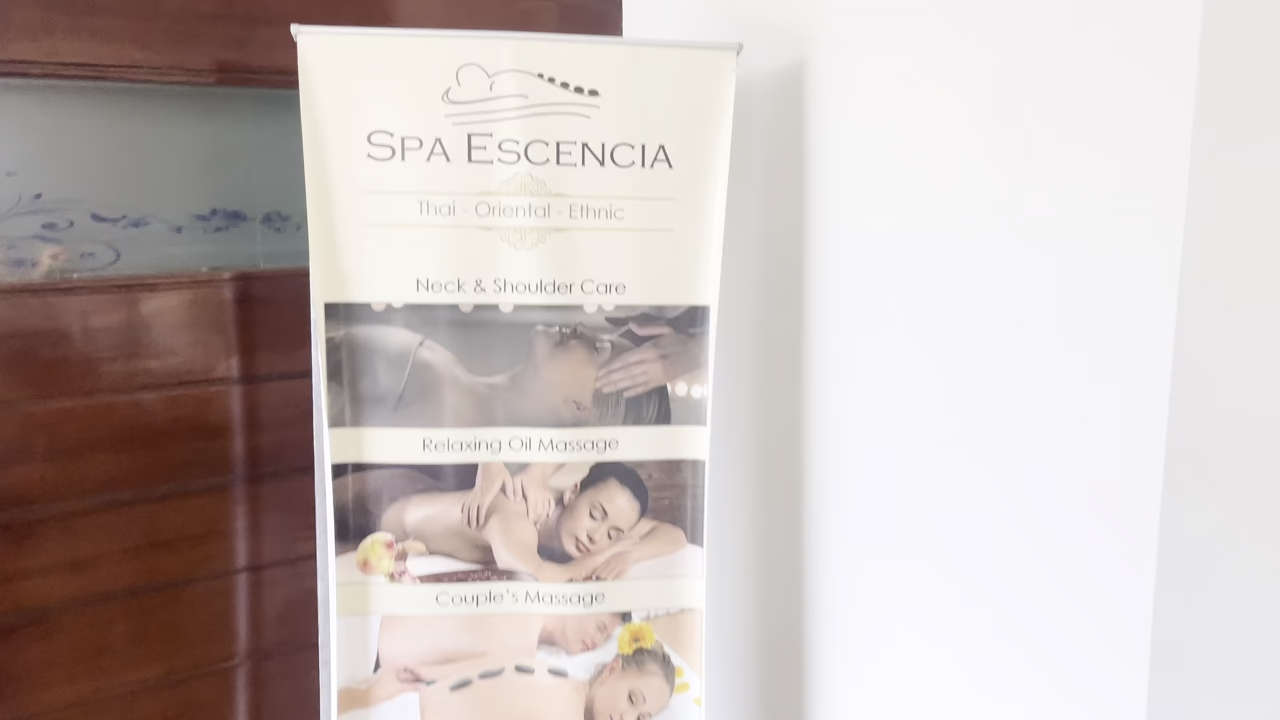 SPA ESCENCIA
Thai - Oriental - Ethnic
Neck & Shoulder Care
Relaxing Oil Massage
Couple's Massage